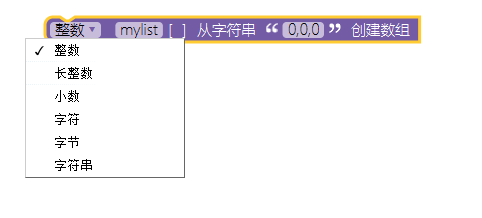 整数 ▾ mylist [ ] 从字符串 “ 0,0,0 ” 创建数组
✓ 整数
长整数
小数
字符
字节
字符串